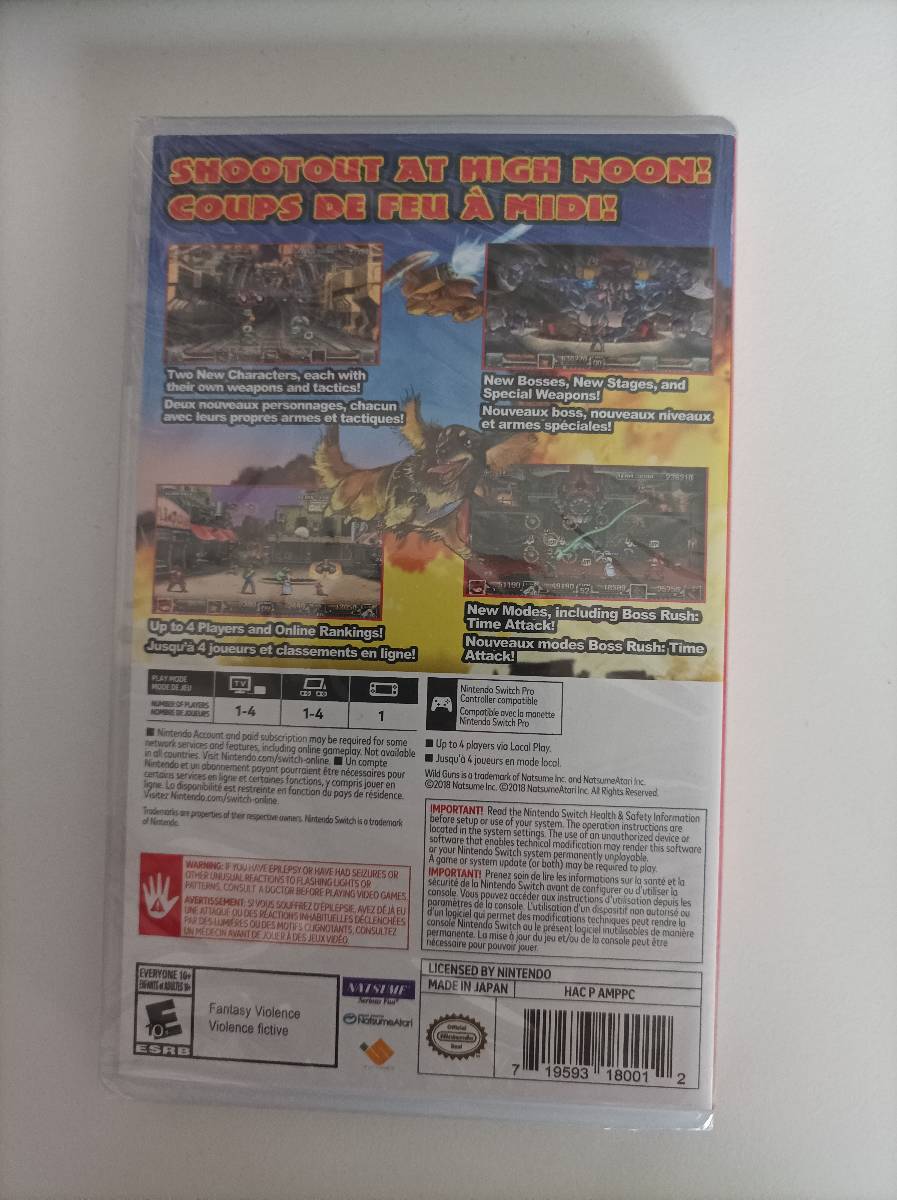 SHOOTOUT AT HIGH NOON!
COUPS DE FEU À MIDI!
Two New Characters, each with
their own weapons and tactics!
Deux nouveaux personnages, chacun
avec leurs propres armes et tactiques!
New Bosses, New Stages, and
Special Weapons!
Nouveaux boss, nouveaux niveaux
et armes spéciales!
Up to 4 Players and Online Rankings!
Jusqu'à 4 joueurs et classements en ligne!
New Modes, including Boss Rush:
Time Attack!
Nouveaux modes Boss Rush: Time
Attack!
PLAY MODE
MODE DE JEU
TV
NUMBER OF PLAYERS
NOMBRE DE JOUEURS
1-4
1-4
1
Nintendo Switch Pro
Controller compatible
Compatible avec la manette
Nintendo Switch Pro
■ Nintendo Account and paid subscription may be required for some
network services and features, including online gameplay. Not available
in all countries. Visit Nintendo.com/switch-online. ■ Un compte
Nintendo et un abonnement payant pourraient être nécessaires pour
certains services en ligne et certaines fonctions, y compris jouer en
ligne. La disponibilité est restreinte en fonction du pays de résidence.
Visitez Nintendo.com/switch-online.
Trademarks are properties of their respective owners. Nintendo Switch is a trademark
of Nintendo.
■ Up to 4 players via Local Play.
■ Jusqu'à 4 joueurs en mode local.
Wild Guns is a trademark of Natsume Inc. and NatsumeAtari Inc.
©2018 Natsume Inc. ©2018 NatsumeAtari Inc. All Rights Reserved.
IMPORTANT! Read the Nintendo Switch Health & Safety Information
before setup or use of your system. The operation instructions are
located in the system settings. The use of an unauthorized device or
software that enables technical modification may render this software
or your Nintendo Switch system permanently unplayable.
A game or system update (or both) may be required to play.
IMPORTANT! Prenez soin de lire les informations sur la santé et la
sécurité de la Nintendo Switch avant de configurer ou d'utiliser la
console. Vous pouvez accéder aux instructions d'utilisation depuis les
paramètres de la console. L'utilisation d'un dispositif non autorisé ou
d'un logiciel qui permet des modifications techniques peut rendre la
console Nintendo Switch ou le présent logiciel inutilisables de manière
permanente. La mise à jour du jeu et/ou de la console peut être
nécessaire pour pouvoir jouer.
WARNING: IF YOU HAVE EPILEPSY OR HAVE HAD SEIZURES OR
OTHER UNUSUAL REACTIONS TO FLASHING LIGHTS OR
PATTERNS, CONSULT A DOCTOR BEFORE PLAYING VIDEO GAMES.
AVERTISSEMENT: SI VOUS SOUFFREZ D'ÉPILEPSIE, AVEZ DÉJÀ EU
UNE ATTAQUE OU DES RÉACTIONS INHABITUELLES DÉCLENCHÉES
PAR DES LUMIÈRES OU DES MOTIFS CLIGNOTANTS, CONSULTEZ
UN MÉDECIN AVANT DE JOUER À DES JEUX VIDÉO.
EVERYONE 10+
ENFANTS et ADULTES 10+
E
10+
ESRB
Fantasy Violence
Violence fictive
NATSUME
Serious Fun
NatsumeAtari
LICENSED BY NINTENDO
MADE IN JAPAN
HAC P AMPPC
Official
Nintendo
Seal
7 19593 18001 2